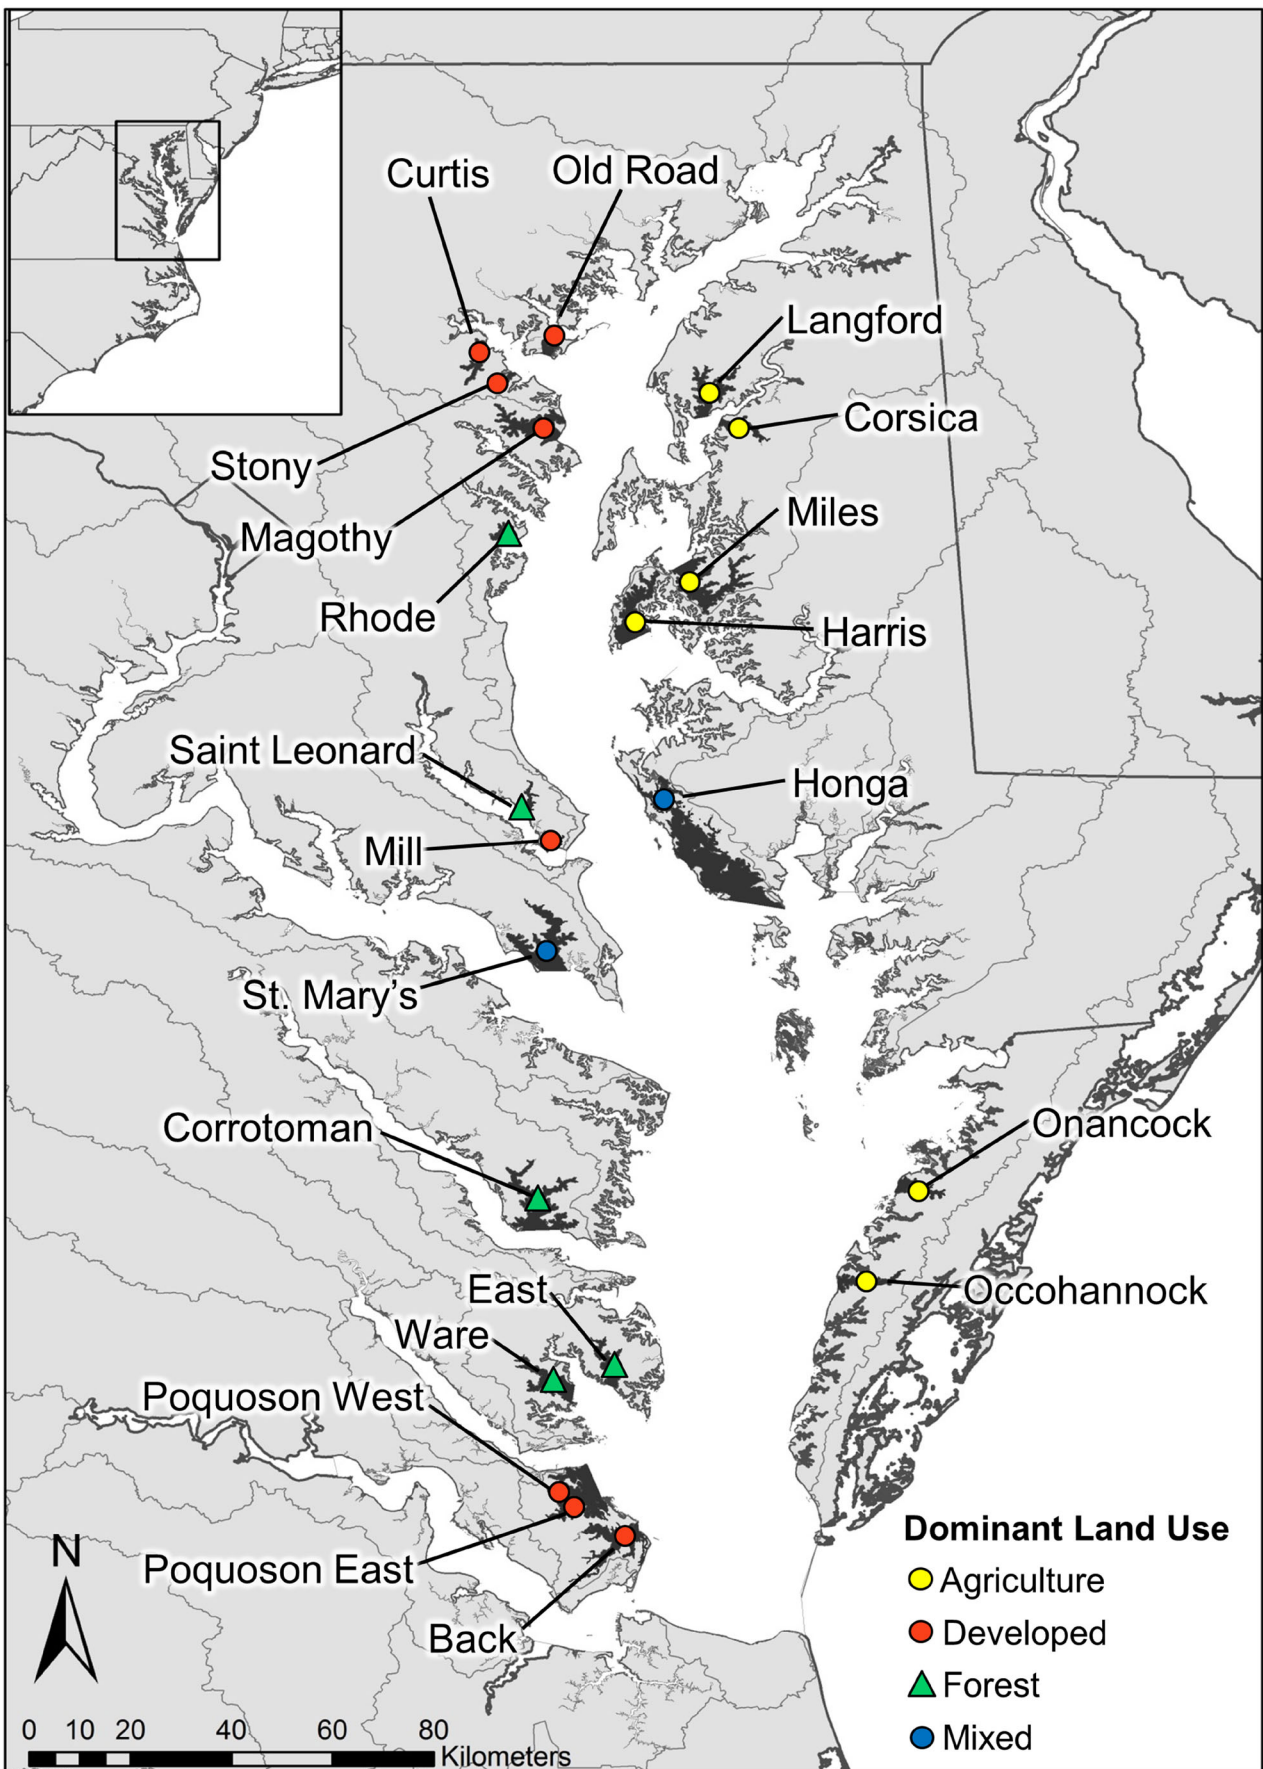 Curtis
Old Road
Langford
Corsica
Stony
Magothy
Miles
Rhode
Harris
Saint Leonard
Honga
Mill
St. Mary's
Corrotoman
Onancock
East
Occohannock
Ware
Poquoson West
Poquoson East
Back
Dominant Land Use
Agriculture
Developed
Forest
Mixed
N
0 10 20 40 60 80
Kilometers